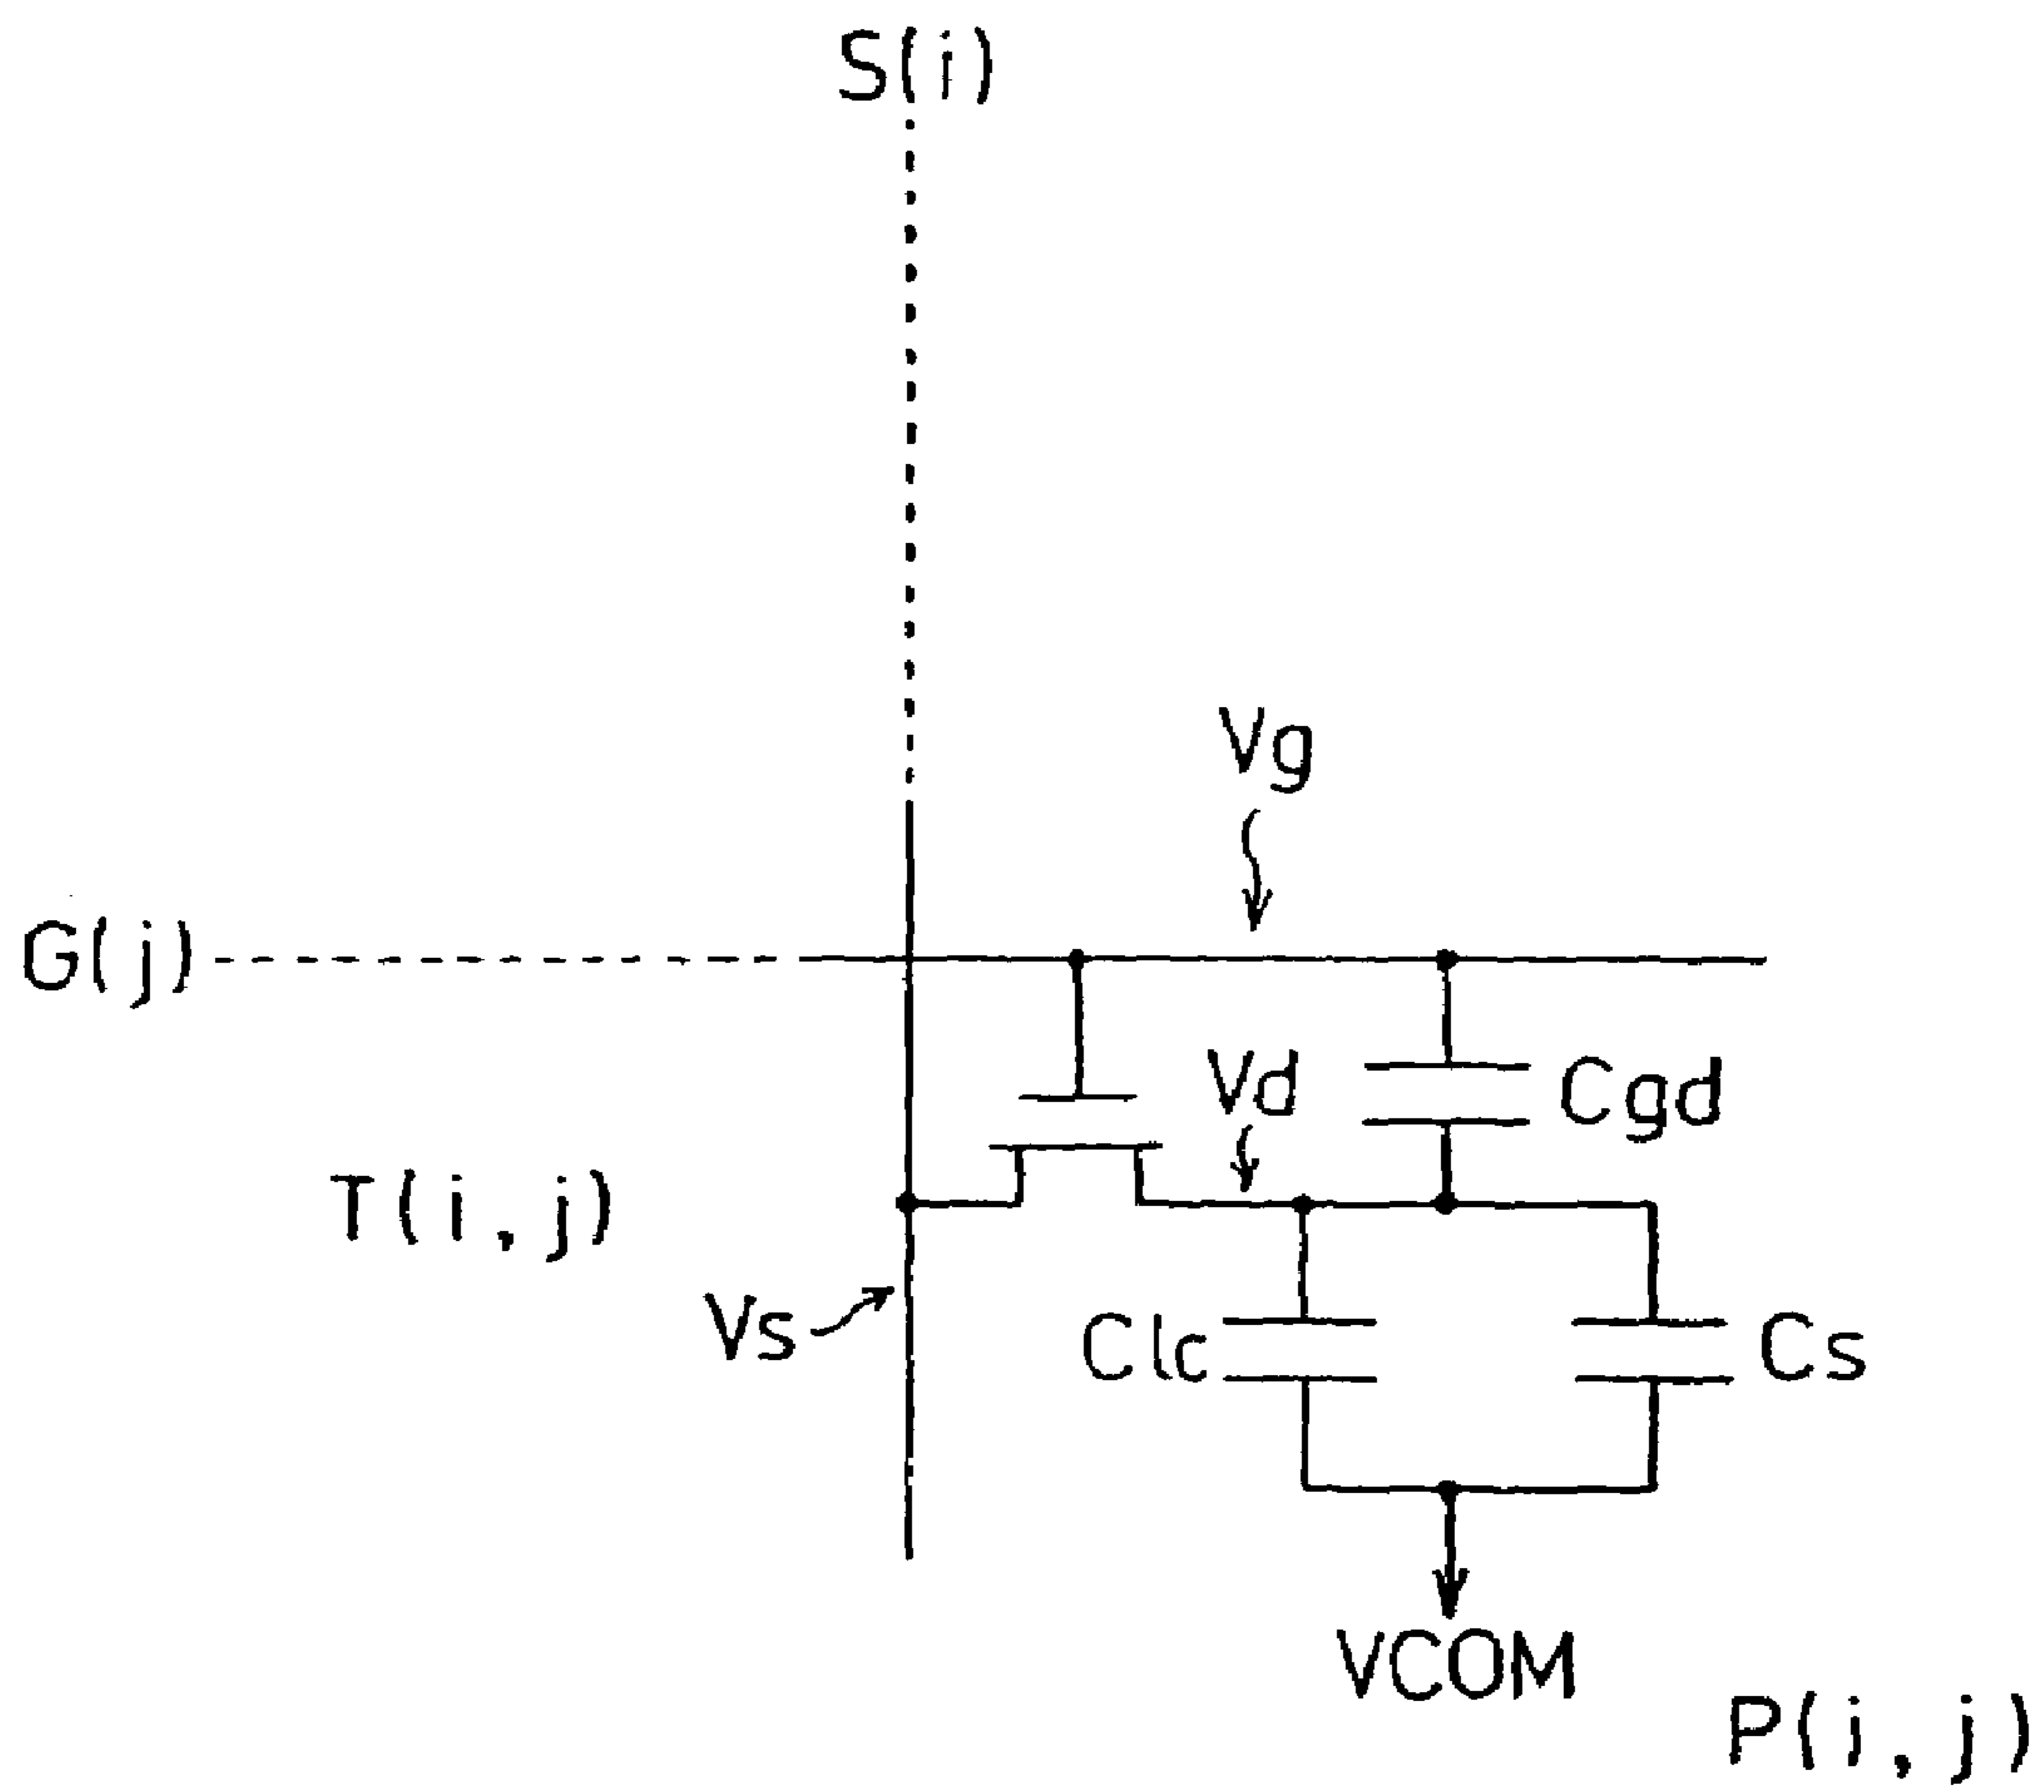 S(i)
Vg
G(j)
Vd
Cgd
T(i,j)
Vs
Clc
Cs
VCOM
P(i,j)